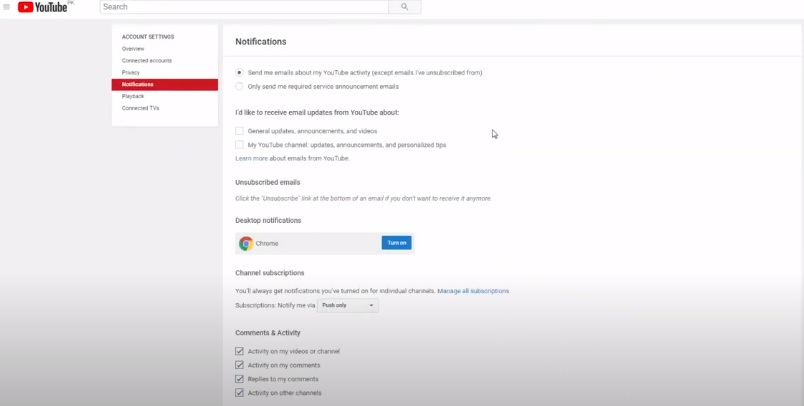 YouTube PK
Search
ACCOUNT SETTINGS
Overview
Connected accounts
Privacy
Notifications
Playback
Connected TVs
Notifications
Send me emails about my YouTube activity (except emails I've unsubscribed from)
Only send me required service announcement emails
I'd like to receive email updates from YouTube about:
General updates, announcements, and videos
My YouTube channel: updates, announcements, and personalized tips
Learn more about emails from YouTube.
Unsubscribed emails
Click the "Unsubscribe" link at the bottom of an email if you don't want to receive it anymore.
Desktop notifications
Chrome Turn on
Channel subscriptions
You'll always get notifications you've turned on for individual channels. Manage all subscriptions
Subscriptions: Notify me via Push only
Comments & Activity
Activity on my videos or channel
Activity on my comments
Replies to my comments
Activity on other channels